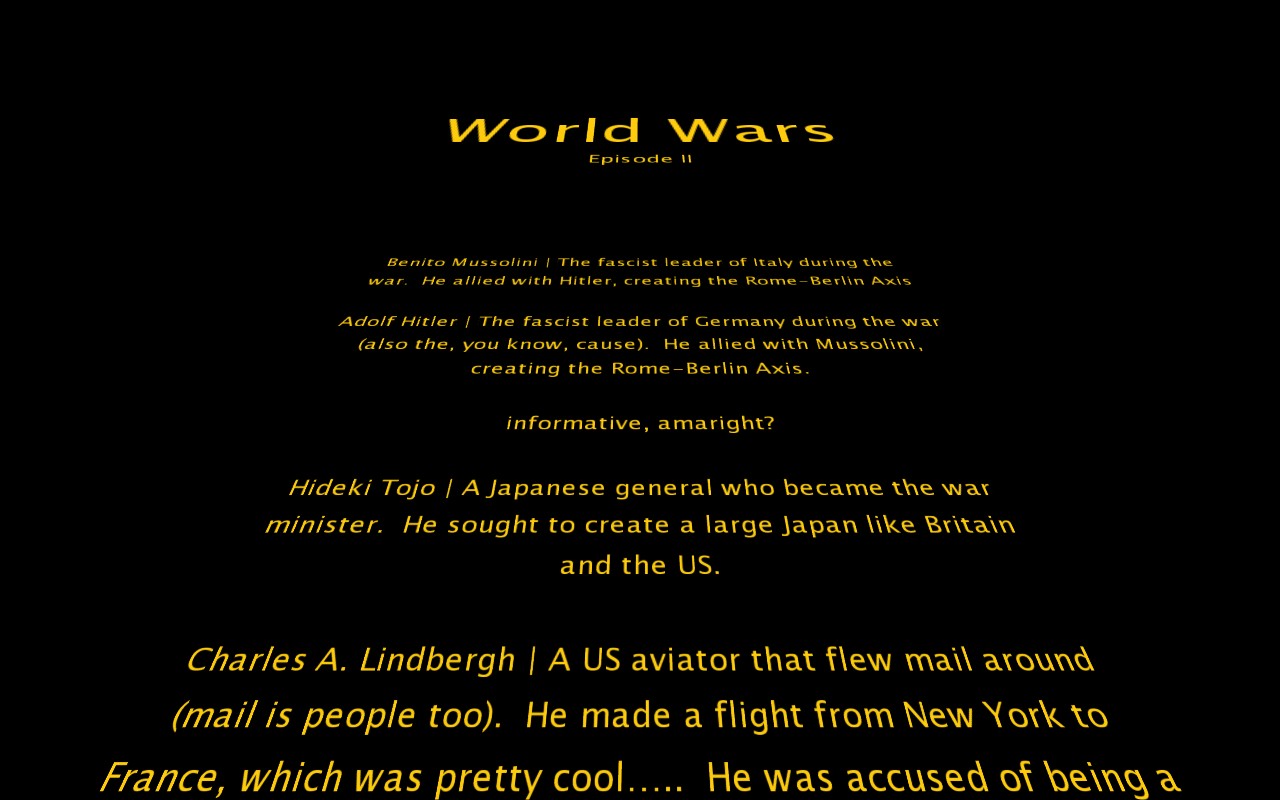 World Wars
Episode II
Benito Mussolini | The fascist leader of Italy during the
war.  He allied with Hitler, creating the Rome-Berlin Axis
Adolf Hitler | The fascist leader of Germany during the war
(also the, you know, cause).  He allied with Mussolini,
creating the Rome-Berlin Axis.
informative, amaright?
Hideki Tojo | A Japanese general who became the war
minister.  He sought to create a large Japan like Britain
and the US.
Charles A. Lindbergh | A US aviator that flew mail around
(mail is people too).  He made a flight from New York to
France, which was pretty cool.....  He was accused of being a